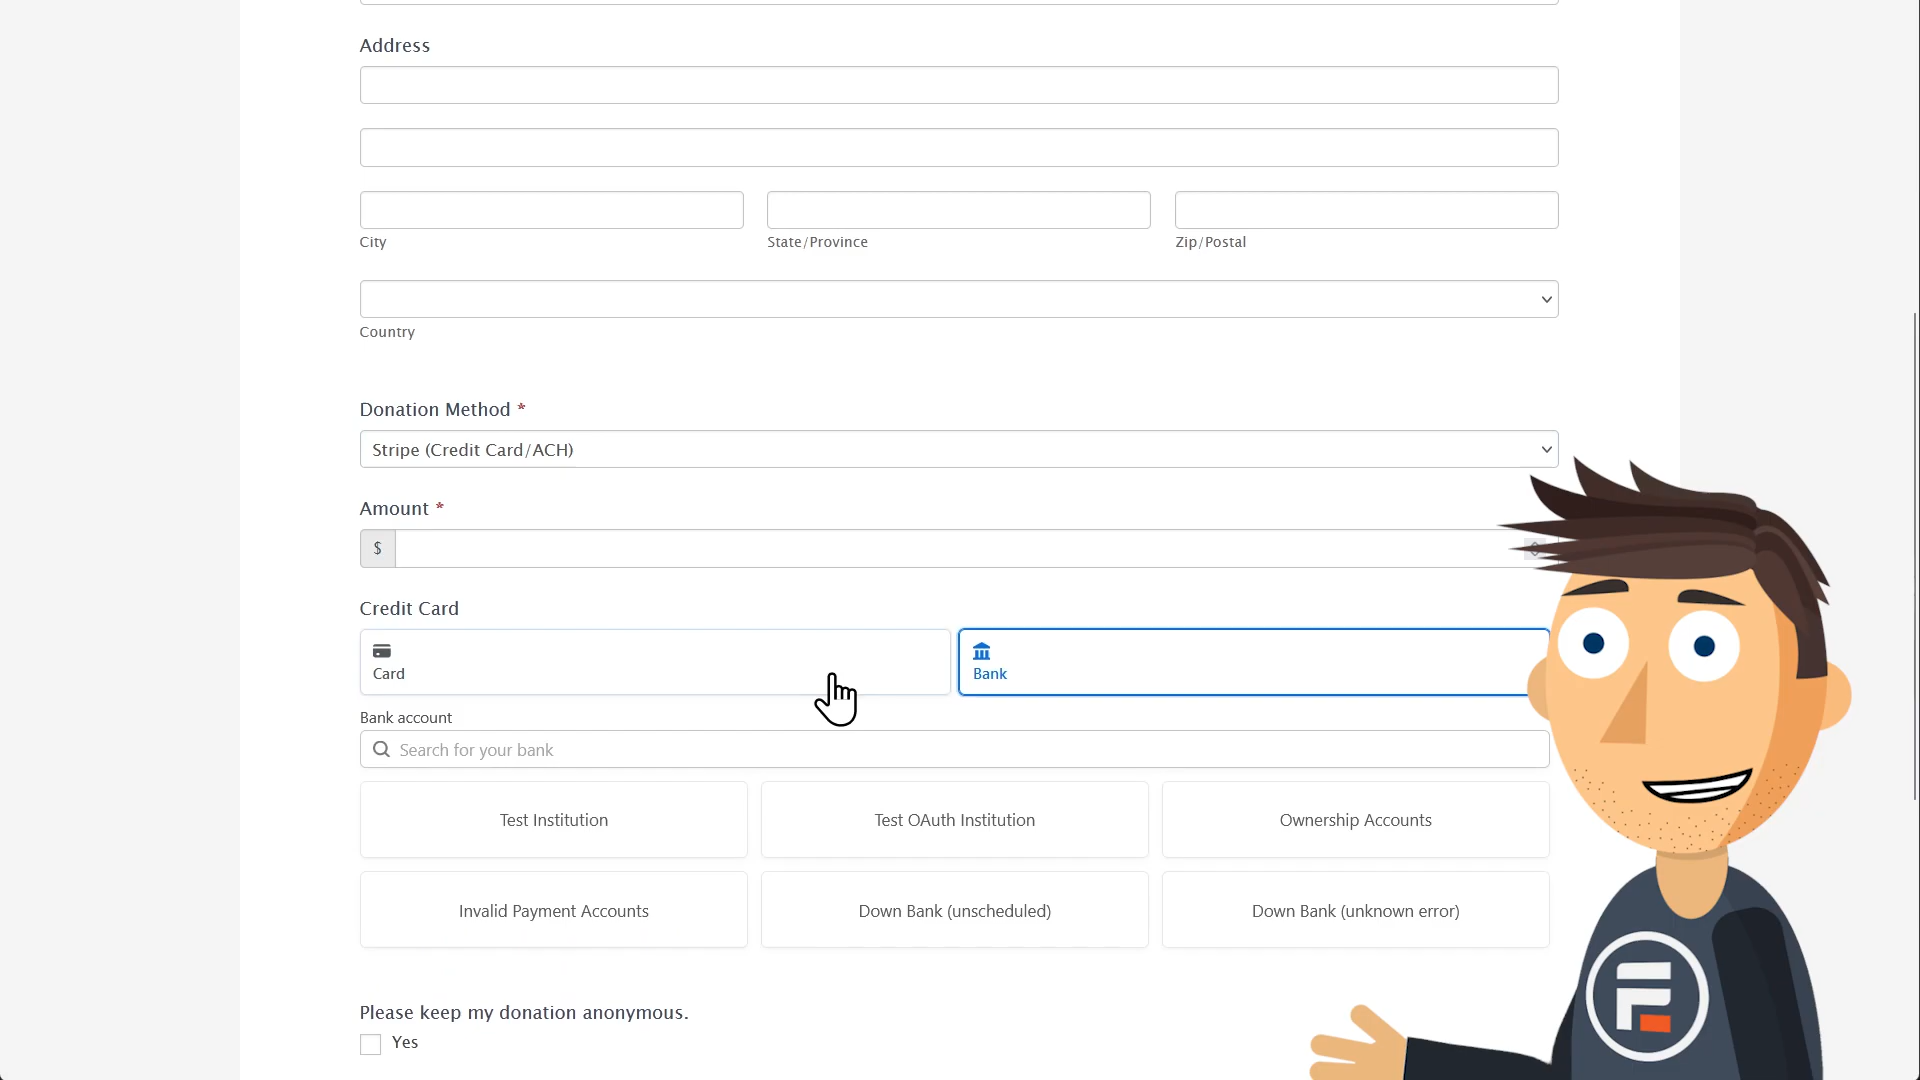 Address
City
State/Province
Zip/Postal
Country
Donation Method *
Stripe (Credit Card/ACH)
Amount *
$
Credit Card
Card
Bank
Bank account
Search for your bank
Test Institution
Test OAuth Institution
Ownership Accounts
Invalid Payment Accounts
Down Bank (unscheduled)
Down Bank (unknown error)
Please keep my donation anonymous.
Yes